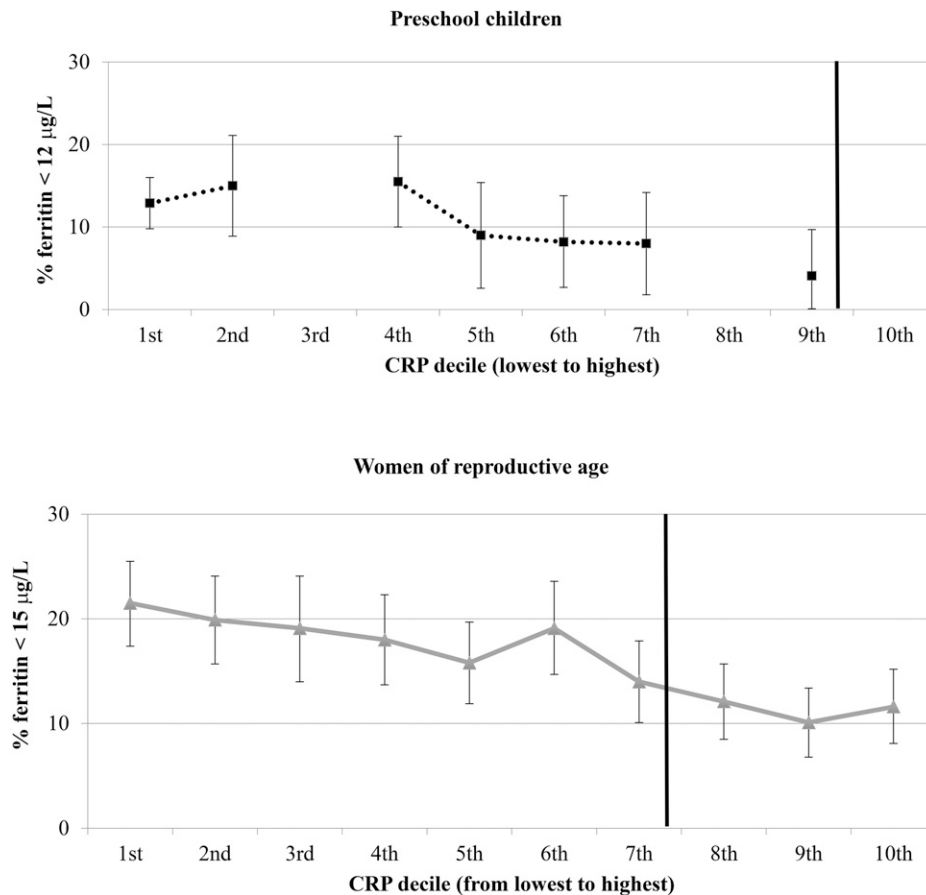 Preschool children
% ferritin < 12 µg/L
30
20
10
0
1st 2nd 3rd 4th 5th 6th 7th 8th 9th 10th
CRP decile (lowest to highest)
Women of reproductive age
% ferritin < 15 µg/L
30
20
10
0
1st 2nd 3rd 4th 5th 6th 7th 8th 9th 10th
CRP decile (from lowest to highest)